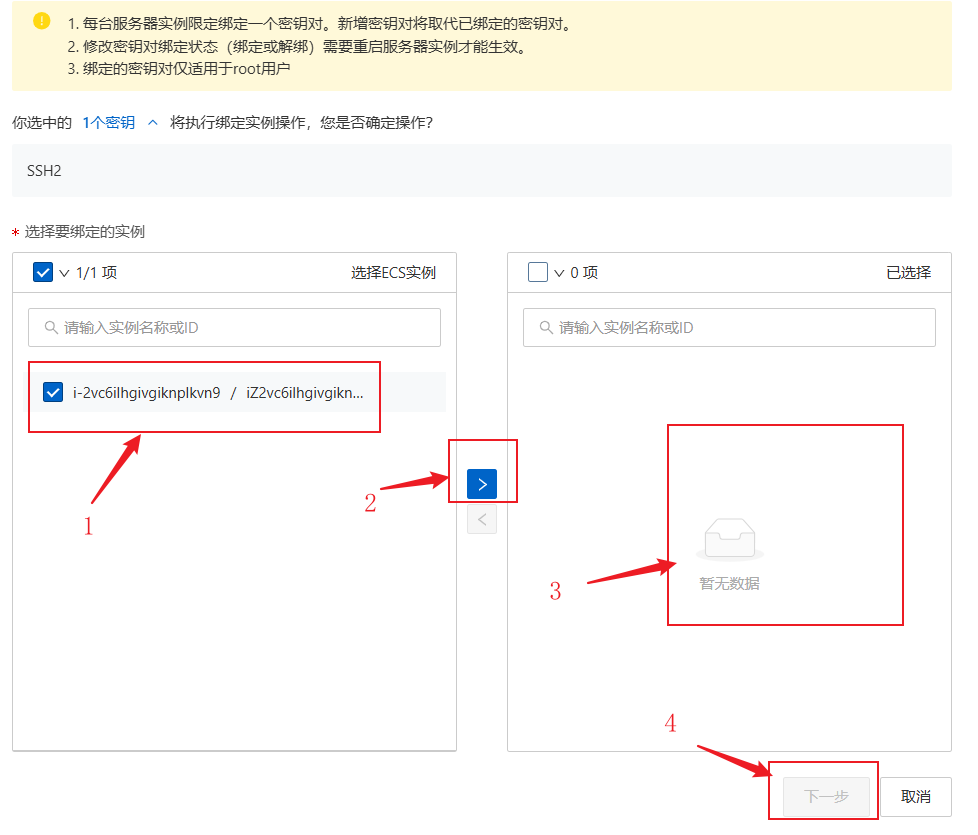 1. 每台服务器实例限定绑定一个密钥对。新增密钥对将取代已绑定的密钥对。
2. 修改密钥对绑定状态（绑定或解绑）需要重启服务器实例才能生效。
3. 绑定的密钥对仅适用于root用户
你选中的 1个密钥 将执行绑定实例操作，您是否确定操作?
SSH2
* 选择要绑定的实例
1/1 项 选择ECS实例
请输入实例名称或ID
i-2vc6ilhgivgiknplkvn9 / iZ2vc6ilhgivgikn...
1
2
0 项 已选择
请输入实例名称或ID
暂无数据
3
4
下一步 取消